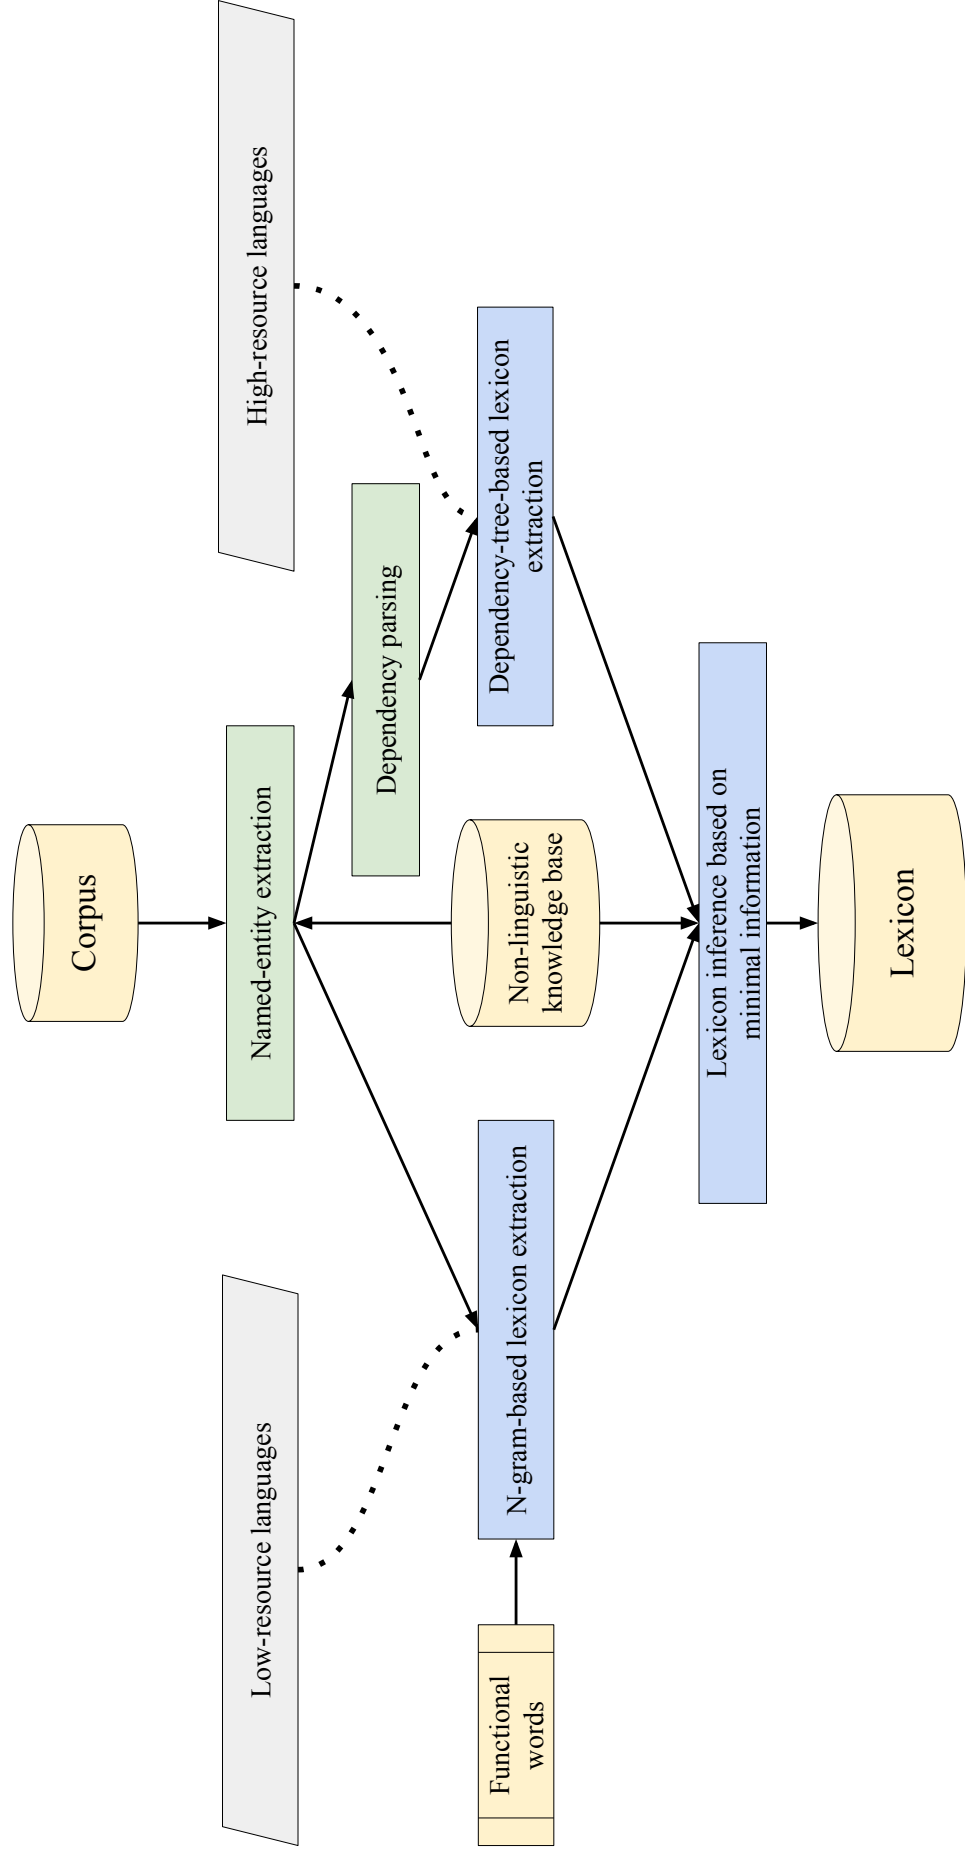 Corpus
Low-resource languages
Named-entity extraction
High-resource languages
Dependency parsing
Functional
words
N-gram-based lexicon extraction
Non-linguistic
knowledge base
Dependency-tree-based lexicon
extraction
Lexicon inference based on
minimal information
Lexicon